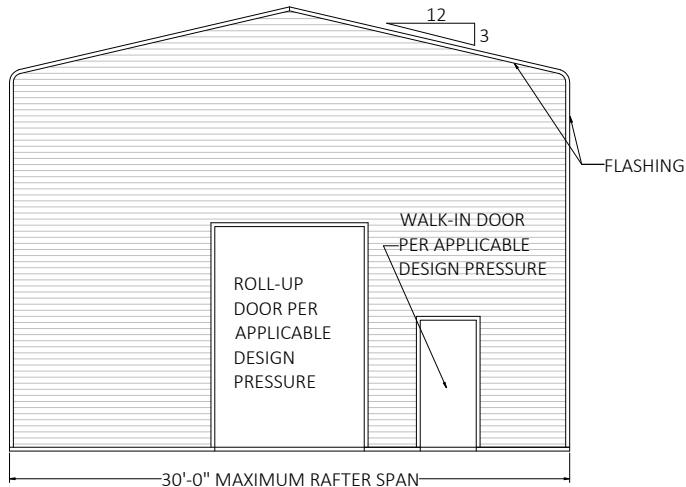 12
3
FLASHING
WALK-IN DOOR
PER APPLICABLE
DESIGN PRESSURE
ROLL-UP
DOOR PER
APPLICABLE
DESIGN
PRESSURE
30'-0" MAXIMUM RAFTER SPAN